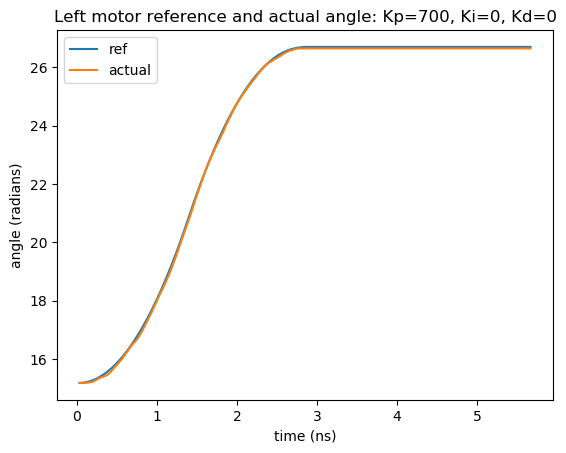 Left motor reference and actual angle: Kp=700, Ki=0, Kd=0
ref
actual
angle (radians)
26
24
22
20
18
16
0 1 2 3 4 5
time (ns)